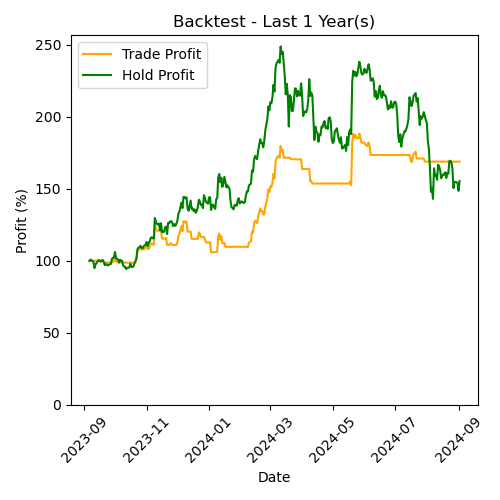 Backtest - Last 1 Year(s)
Trade Profit
Hold Profit
Profit (%)
250
200
150
100
50
0
2023-09
2023-11
2024-01
2024-03
2024-05
2024-07
2024-09
Date